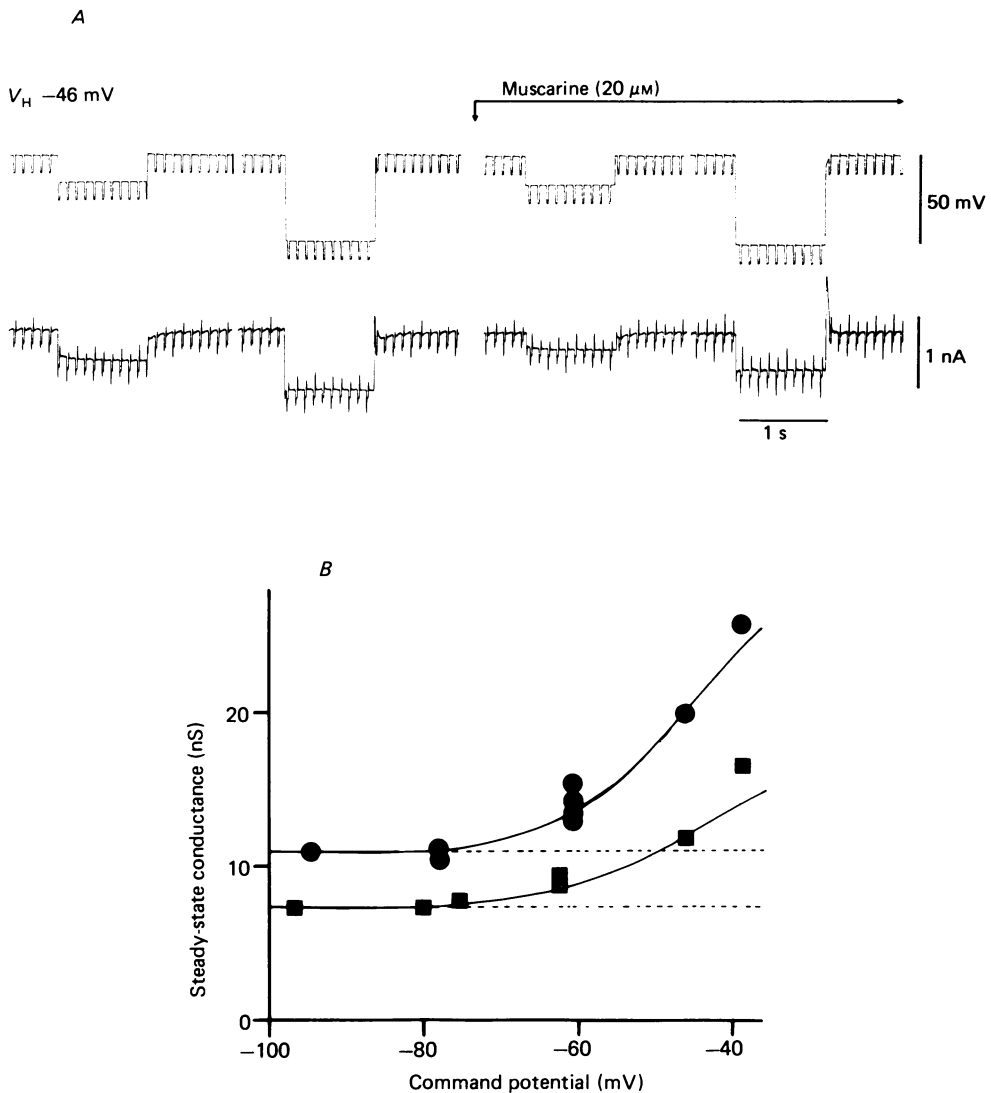 A
V_H −46 mV
Muscarine (20 μM)
50 mV
1 nA
1 s
B
Steady-state conductance (nS)
20
10
0
−100
−80
−60
−40
Command potential (mV)